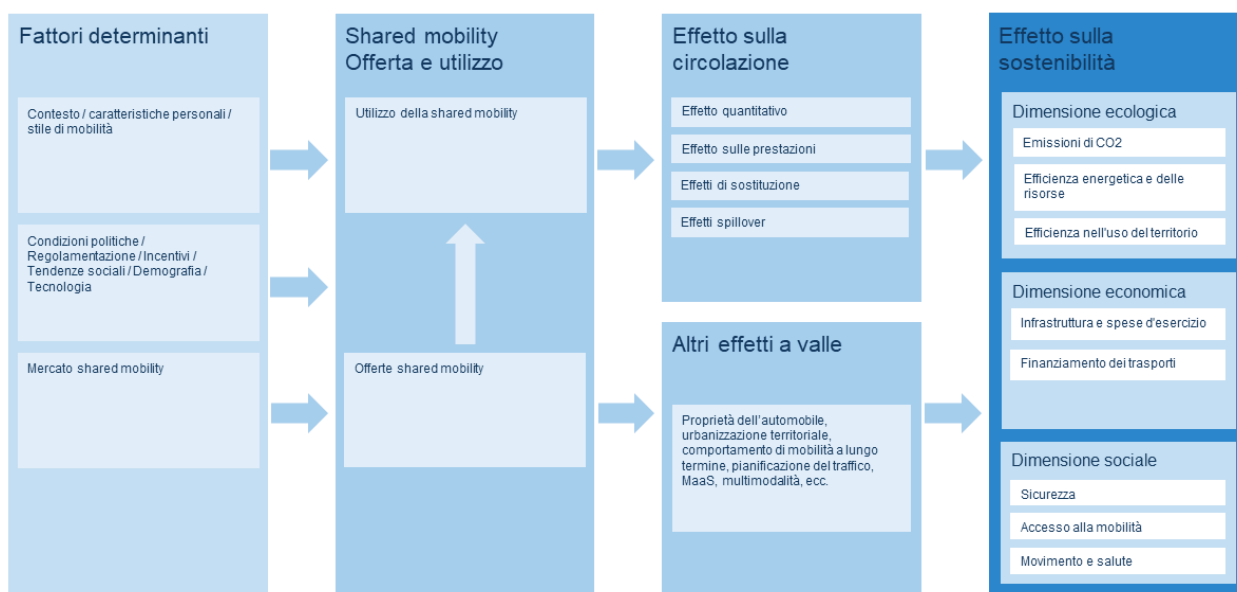 Fattori determinanti
Contesto / caratteristiche personali /
stile di mobilità
Condizioni politiche /
Regolamentazione / Incentivi /
Tendenze sociali / Demografia /
Tecnologia
Mercato shared mobility
Shared mobility
Offerta e utilizzo
Utilizzo della shared mobility
Offerte shared mobility
Effetto sulla
circolazione
Effetto quantitativo
Effetto sulle prestazioni
Effetti di sostituzione
Effetti spillover
Altri effetti a valle
Proprietà dell'automobile,
urbanizzazione territoriale,
comportamento di mobilità a lungo
termine, pianificazione del traffico,
MaaS, multimodalità, ecc.
Effetto sulla
sostenibilità
Dimensione ecologica
Emissioni di CO2
Efficienza energetica e delle
risorse
Efficienza nell'uso del territorio
Dimensione economica
Infrastruttura e spese d'esercizio
Finanziamento dei trasporti
Dimensione sociale
Sicurezza
Accesso alla mobilità
Movimento e salute